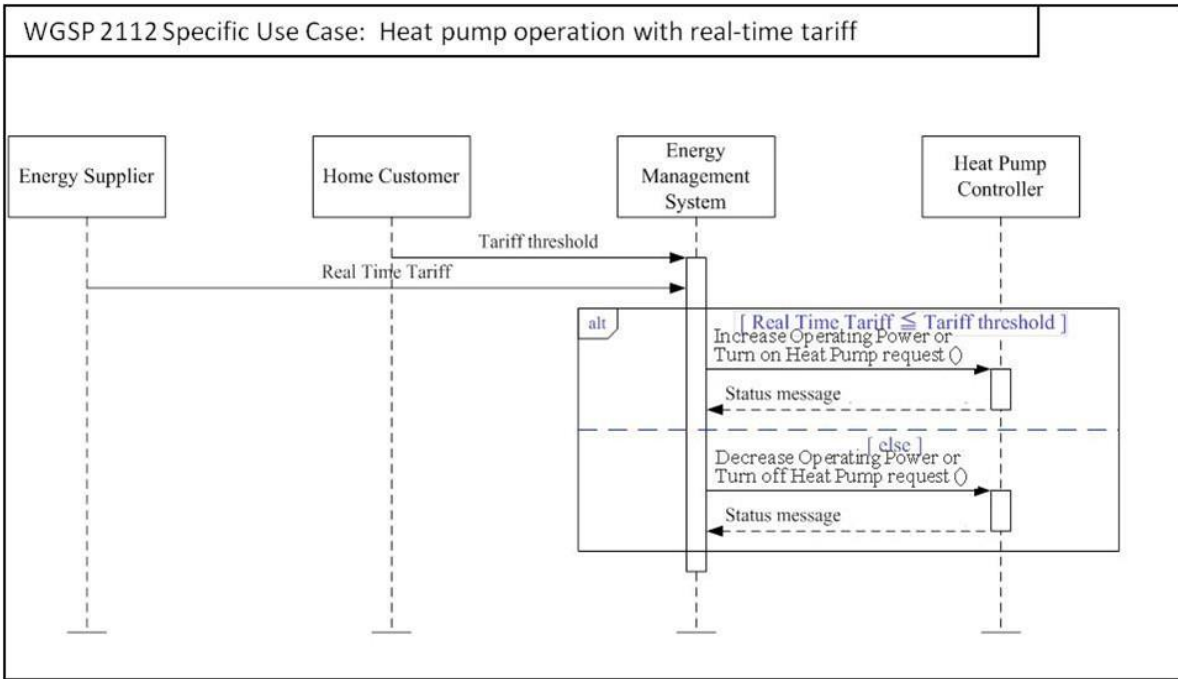 WGSP 2112 Specific Use Case:  Heat pump operation with real-time tariff
Energy Supplier
Home Customer
Energy
Management
System
Heat Pump
Controller
Tariff threshold
Real Time Tariff
alt
[ Real Time Tariff ≦ Tariff threshold ]
Increase Operating Power or
Turn on Heat Pump request ()
Status message
[ else ]
Decrease Operating Power or
Turn off Heat Pump request ()
Status message